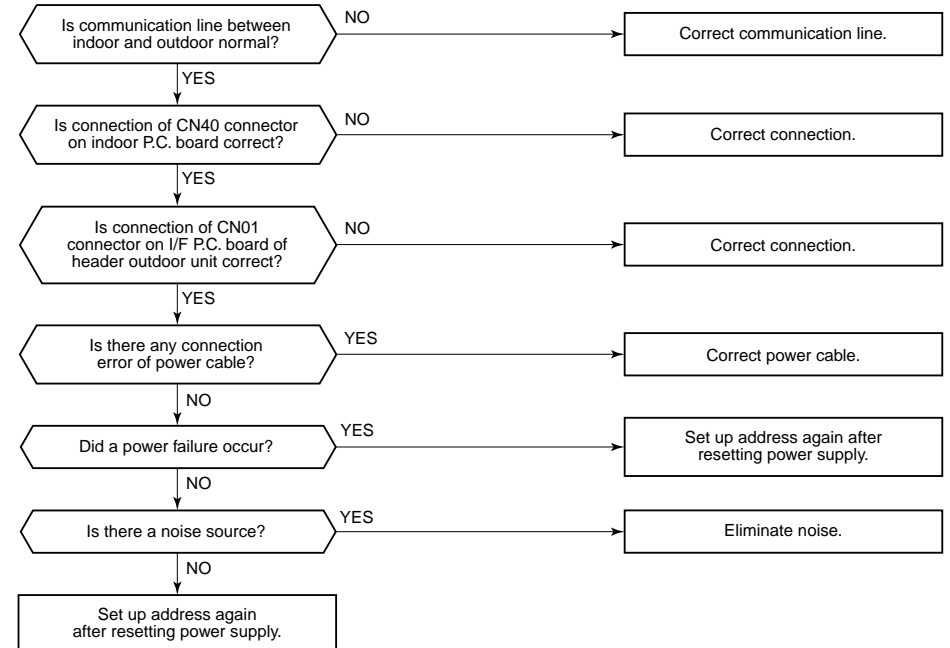 Is communication line between
indoor and outdoor normal?
NO
Correct communication line.
YES
Is connection of CN40 connector
on indoor P.C. board correct?
NO
Correct connection.
YES
Is connection of CN01
connector on I/F P.C. board of
header outdoor unit correct?
NO
Correct connection.
YES
Is there any connection
error of power cable?
YES
Correct power cable.
NO
Did a power failure occur?
YES
Set up address again after
resetting power supply.
NO
Is there a noise source?
YES
Eliminate noise.
NO
Set up address again
after resetting power supply.